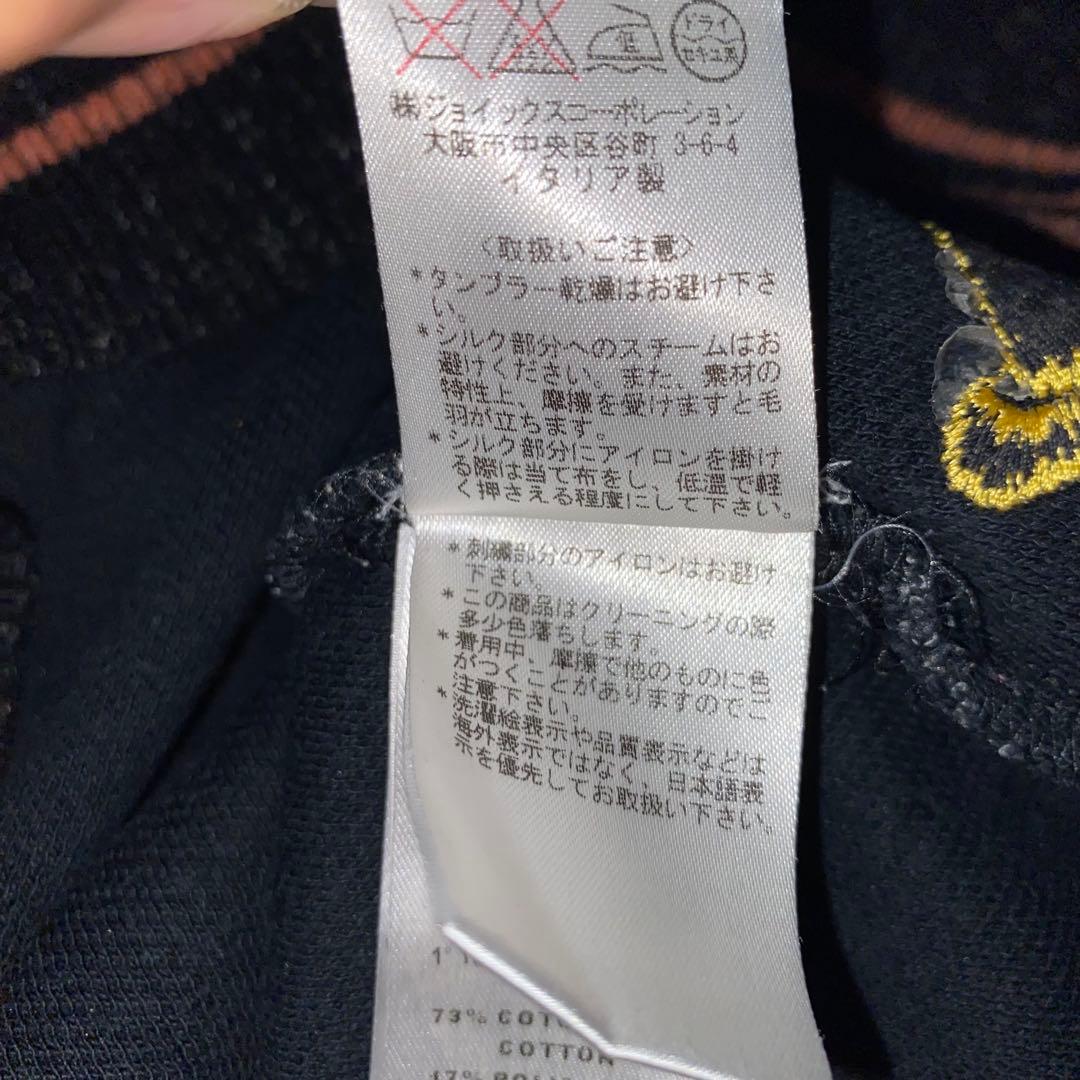 低
ドライ
セキユ系
㈱ジョイックスコーポレーション
大阪市中央区谷町 3-6-4
イタリア製
〈取扱いご注意〉
*タンブラー乾燥はお避け下さ
い。
*シルク部分へのスチームはお
避けください。また、素材の
特性上、摩擦を受けますと毛
羽が立ちます。
*シルク部分にアイロンを掛け
る際は当て布をし、低温で軽
く押さえる程度にして下さい。
*刺繍部分のアイロンはお避け
下さい。
*この商品はクリーニングの際
多少色落ちします。
*着用中、摩擦で他のものに色
がつくことがありますのでご
注意下さい。
*洗濯絵表示や品質表示などは
海外表示ではなく、日本語表
示を優先してお取扱い下さい。
1°
73% COT
COTTON
17%